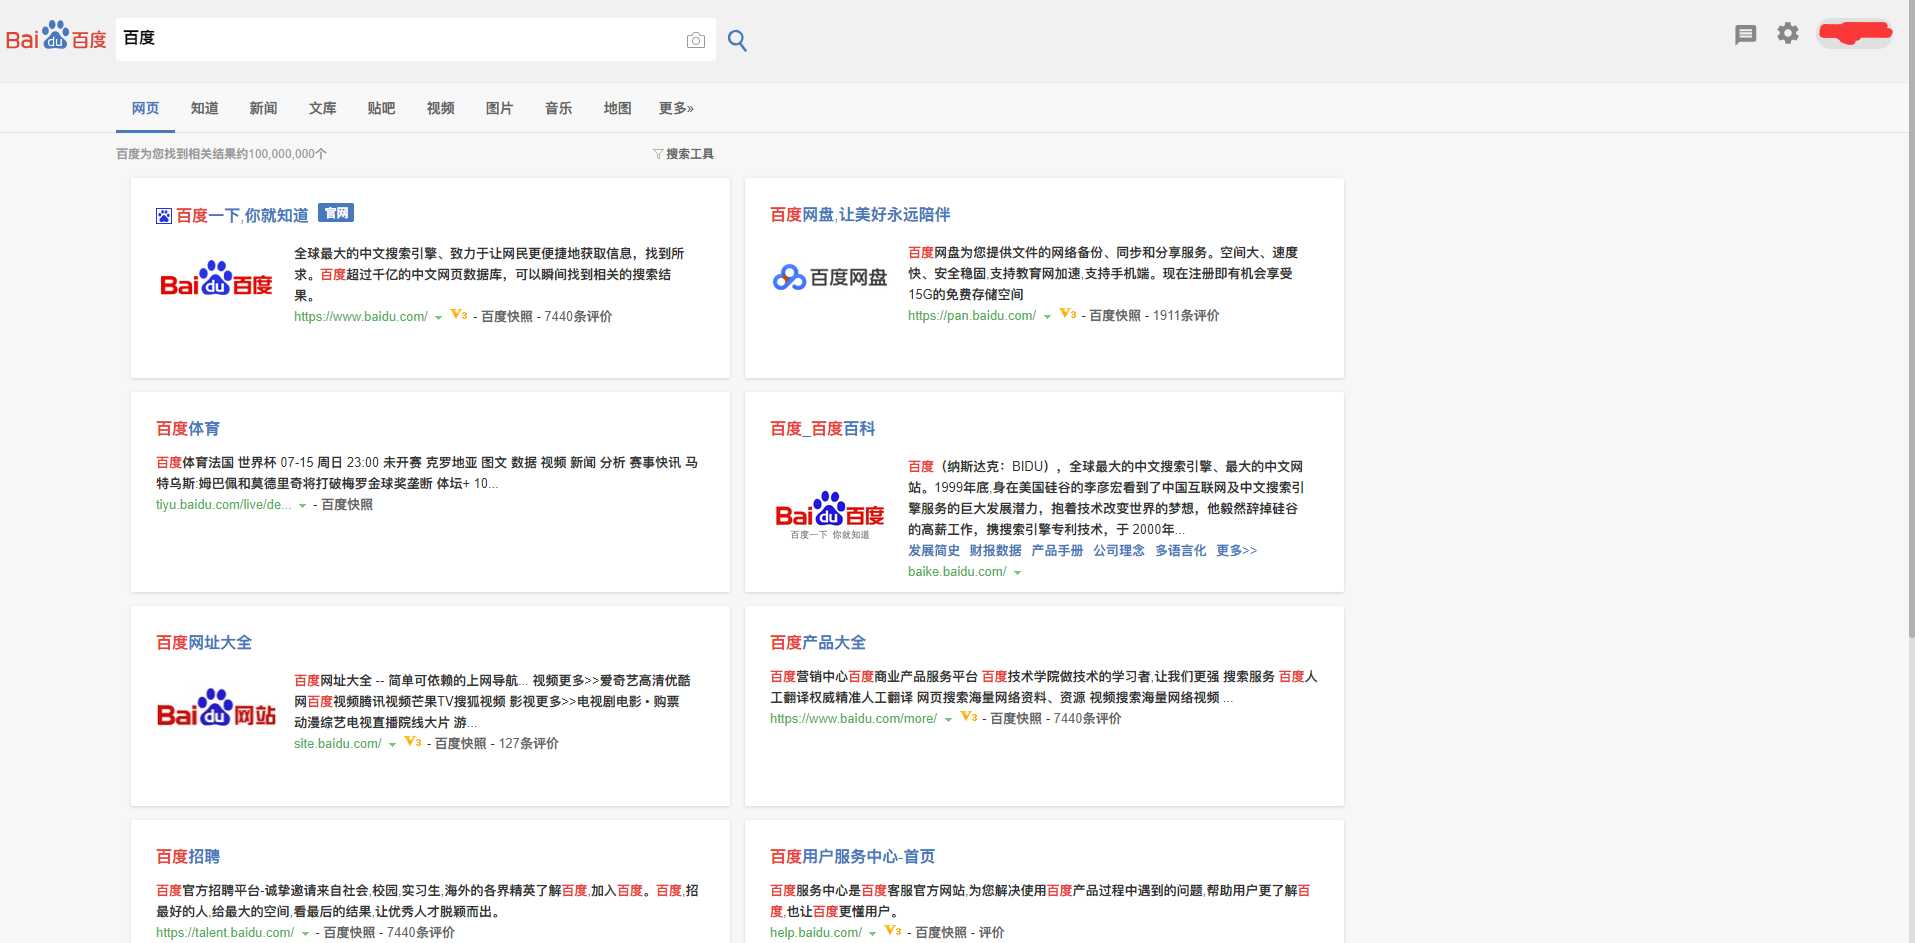 Bai du 百度
百度
网页 知道 新闻 文库 贴吧 视频 图片 音乐 地图 更多»
百度为您找到相关结果约100,000,000个
搜索工具
百度一下,你就知道 官网
Bai du 百度
全球最大的中文搜索引擎、致力于让网民更便捷地获取信息，找到所
求。百度超过千亿的中文网页数据库，可以瞬间找到相关的搜索结
果。
https://www.baidu.com/ V3 - 百度快照 - 7440条评价
百度网盘,让美好永远陪伴
百度网盘
百度网盘为您提供文件的网络备份、同步和分享服务。空间大、速度
快、安全稳固,支持教育网加速,支持手机端。现在注册即有机会享受
15G的免费存储空间
https://pan.baidu.com/ V3 - 百度快照 - 1911条评价
百度体育
百度体育法国 世界杯 07-15 周日 23:00 未开赛 克罗地亚 图文 数据 视频 新闻 分析 赛事快讯 马
特乌斯:姆巴佩和莫德里奇将打破梅罗金球奖垄断 体坛+ 10...
tiyu.baidu.com/live/de... - 百度快照
百度_百度百科
Bai du 百度
百度一下 你就知道
百度（纳斯达克：BIDU），全球最大的中文搜索引擎、最大的中文网
站。1999年底,身在美国硅谷的李彦宏看到了中国互联网及中文搜索引
擎服务的巨大发展潜力，抱着技术改变世界的梦想，他毅然辞掉硅谷
的高薪工作，携搜索引擎专利技术，于 2000年...
发展简史 财报数据 产品手册 公司理念 多语言化 更多>>
baike.baidu.com/
百度网址大全
Bai du 网站
百度网址大全 -- 简单可依赖的上网导航... 视频更多>>爱奇艺高清优酷
网百度视频腾讯视频芒果TV搜狐视频 影视更多>>电视剧电影 • 购票
动漫综艺电视直播院线大片 游...
site.baidu.com/ V3 - 百度快照 - 127条评价
百度产品大全
百度营销中心百度商业产品服务平台 百度技术学院做技术的学习者,让我们更强 搜索服务 百度人
工翻译权威精准人工翻译 网页搜索海量网络资料、资源 视频搜索海量网络视频 ...
https://www.baidu.com/more/ V3 - 百度快照 - 7440条评价
百度招聘
百度官方招聘平台-诚挚邀请来自社会,校园,实习生,海外的各界精英了解百度,加入百度。百度,招
最好的人,给最大的空间,看最后的结果,让优秀人才脱颖而出。
https://talent.baidu.com/ - 百度快照 - 7440条评价
百度用户服务中心-首页
百度服务中心是百度客服官方网站,为您解决使用百度产品过程中遇到的问题,帮助用户更了解百
度,也让百度更懂用户。
help.baidu.com/ V3 - 百度快照 - 评价